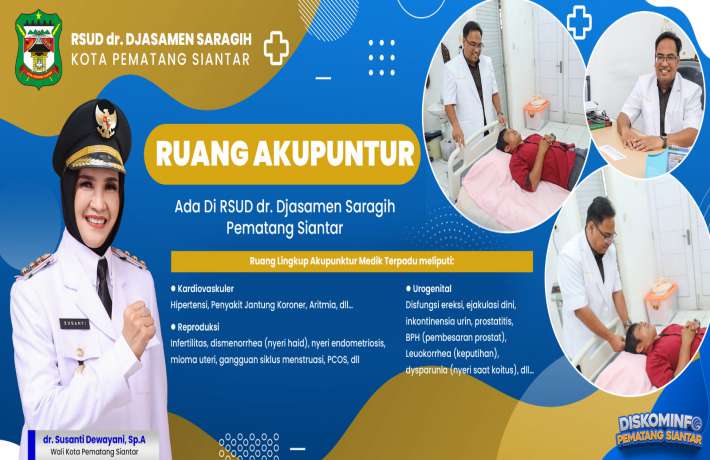 RSUD dr. DJASAMEN SARAGIH
KOTA PEMATANG SIANTAR
RUANG AKUPUNTUR
Ada Di RSUD dr. Djasamen Saragih
Pematang Siantar
Ruang Lingkup Akupunktur Medik Terpadu meliputi:
Kardiovaskuler
Hipertensi, Penyakit Jantung Koroner, Aritmia, dll...
Reproduksi
Infertilitas, dismenorrhea (nyeri haid), nyeri endometriosis,
mioma uteri, gangguan siklus menstruasi, PCOS, dll
Urogenital
Disfungsi ereksi, ejakulasi dini,
inkontinensia urin, prostatitis,
BPH (pembesaran prostat),
Leuokorrhea (keputihan),
dysparunia (nyeri saat koitus), dll...
SUSANTI
dr. Susanti Dewayani, Sp.A
Wali Kota Pematang Siantar
DISKOMINFO
PEMATANG SIANTAR